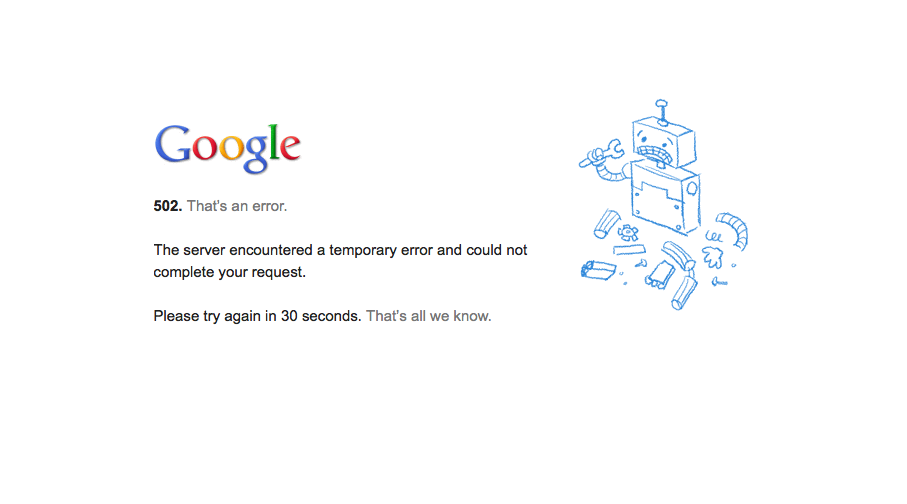 Google
502. That's an error.
The server encountered a temporary error and could not
complete your request.
Please try again in 30 seconds. That's all we know.